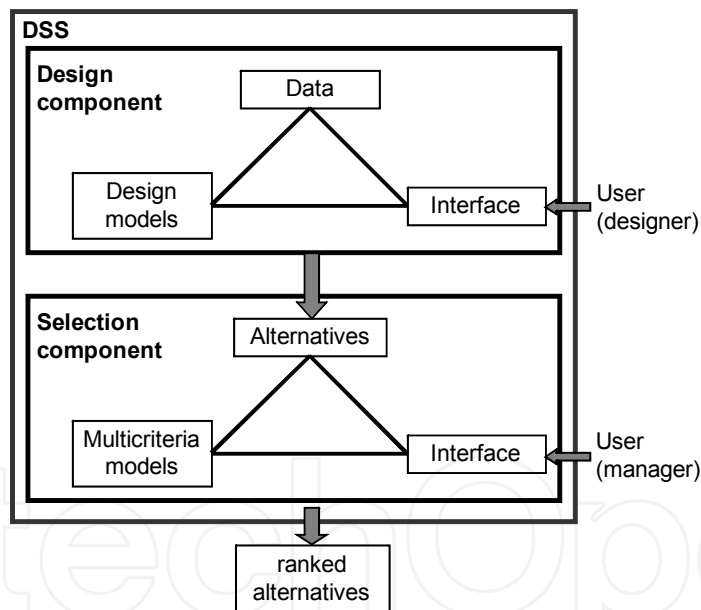 DSS
Design
component
Data
Design
models
Interface
User
(designer)
Selection
component
Alternatives
Multicriteria
models
Interface
User
(manager)
ranked
alternatives
techOpe